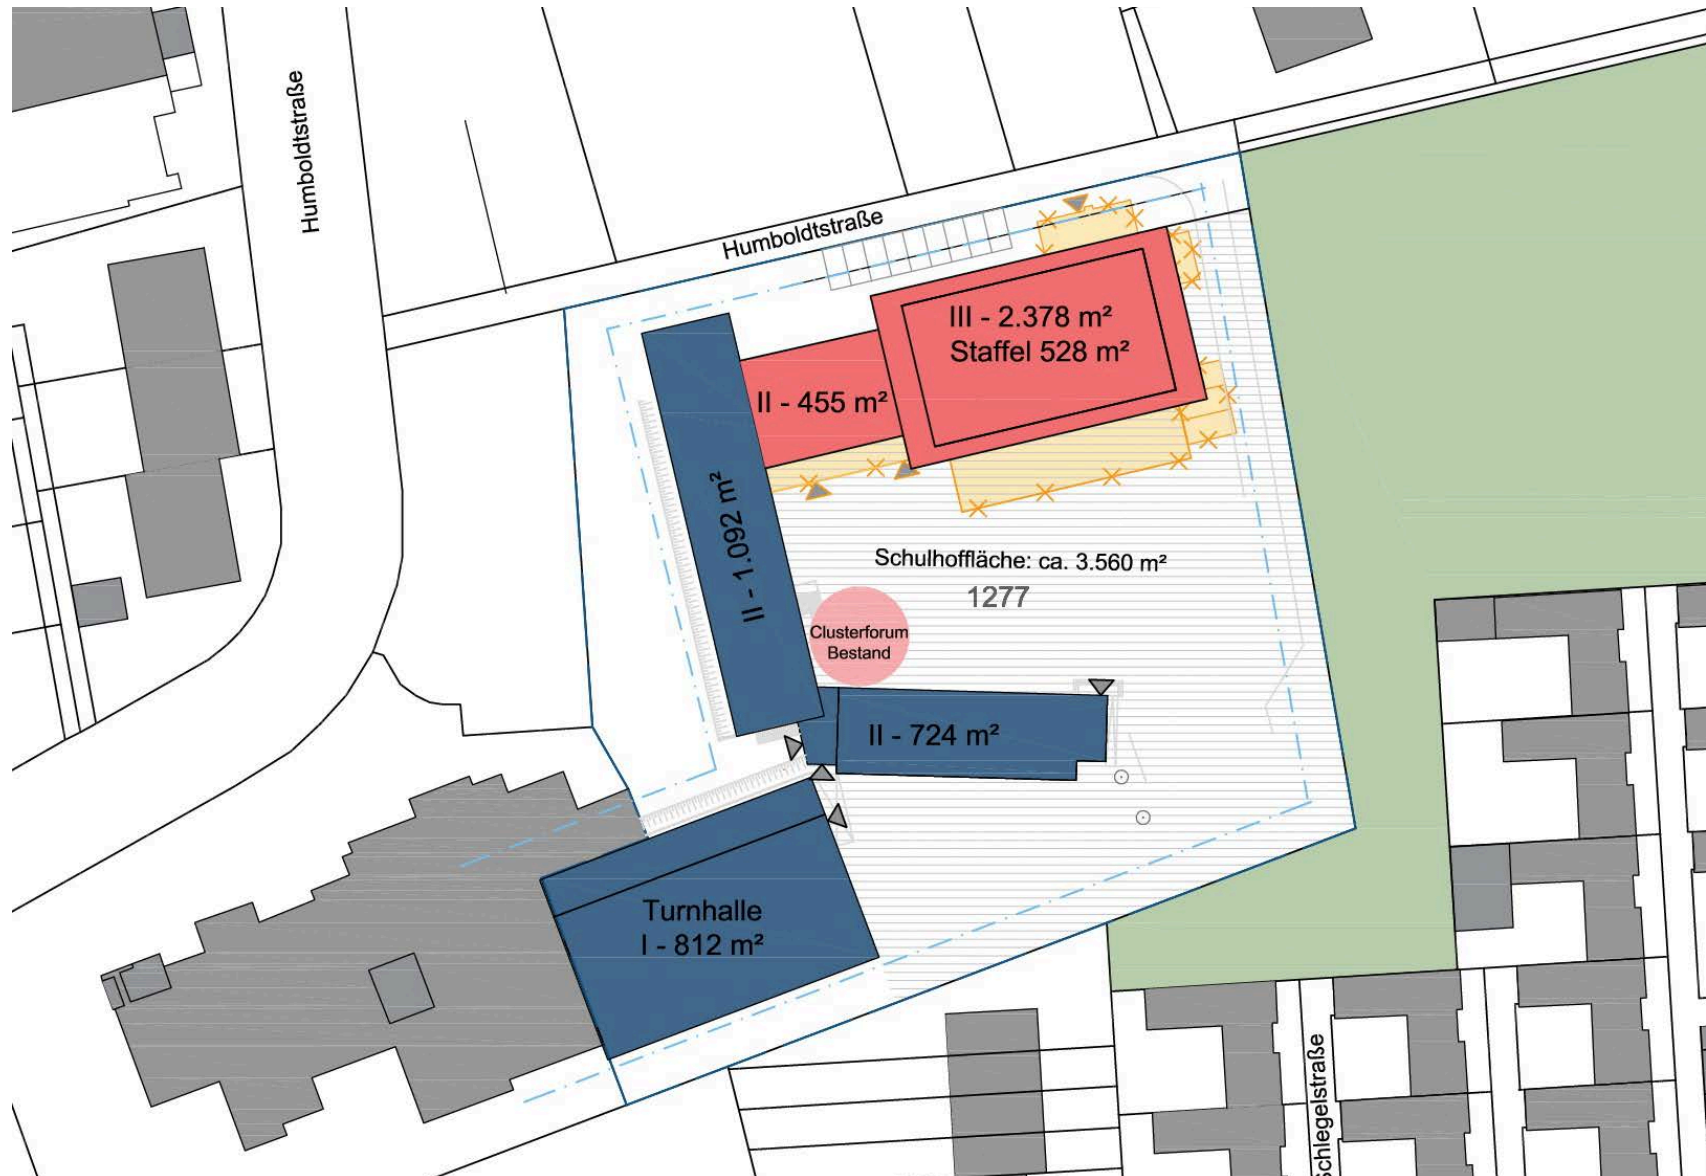 Humboldtstraße
Humboldtstraße
III - 2.378 m²
Staffel 528 m²
II - 455 m²
II - 1.092 m²
Schulhoffläche: ca. 3.560 m²
1277
Clusterforum
Bestand
II - 724 m²
Turnhalle
I - 812 m²
Schlegelstraße